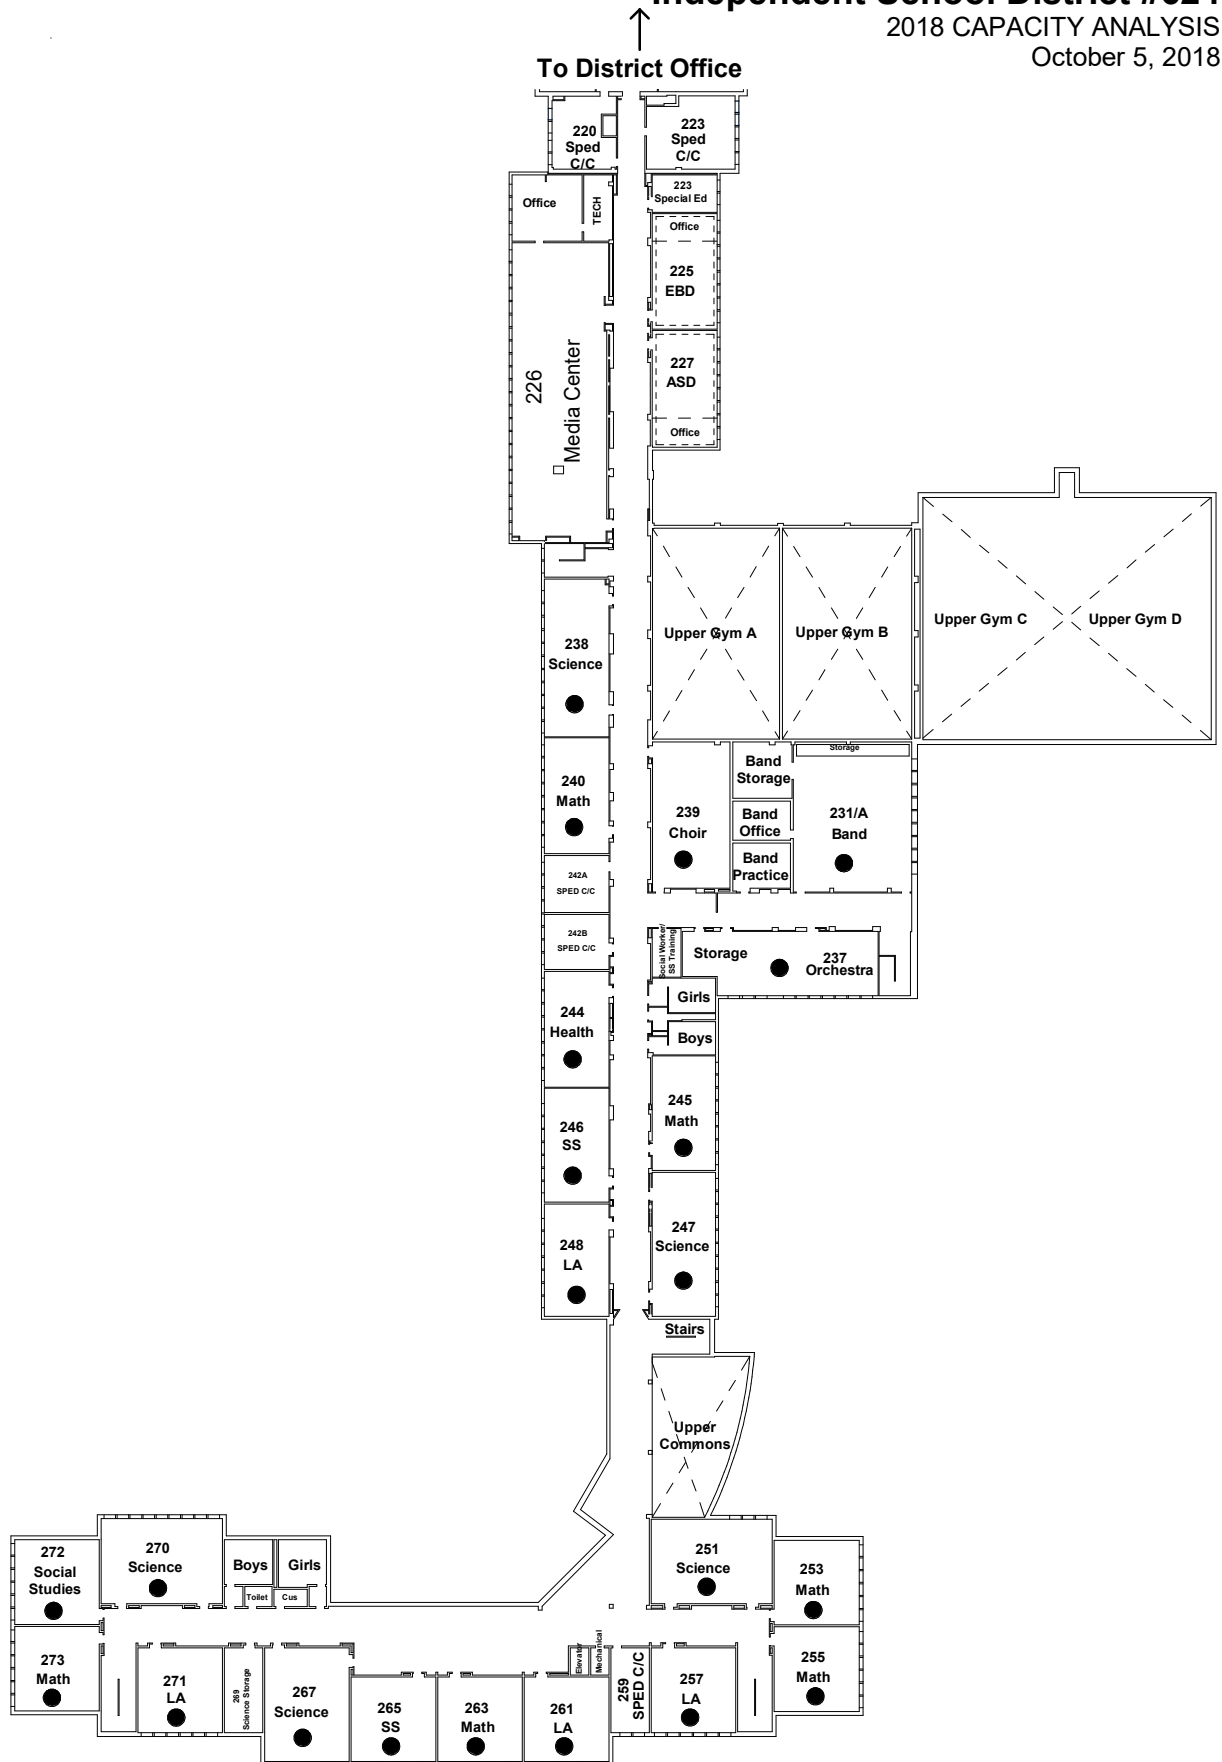 Independent School District #624
2018 CAPACITY ANALYSIS
October 5, 2018
To District Office
220
Sped
C/C
223
Sped
C/C
Office
TECH
223
Special Ed
Office
225
EBD
226
Media Center
227
ASD
Office
Upper Gym A
Upper Gym B
Upper Gym C
Upper Gym D
238
Science
Storage
Band
Storage
240
Math
239
Choir
Band
Office
231/A
Band
Band
Practice
242A
SPED C/C
242B
SPED C/C
Social Worker/
SS Training
Storage
237
Orchestra
Girls
244
Health
Boys
245
Math
246
SS
247
Science
248
LA
Stairs
Upper
Commons
272
Social
Studies
270
Science
Boys
Girls
Toilet
Cus
251
Science
253
Math
273
Math
271
LA
269
Science Storage
267
Science
265
SS
263
Math
261
LA
Elevator
Mechanical
259
SPED C/C
257
LA
255
Math